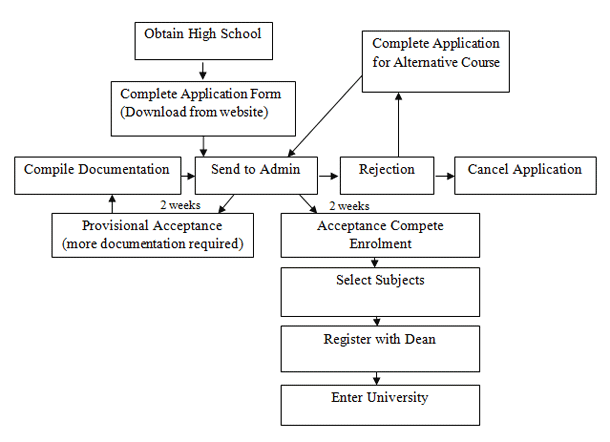 Obtain High School
Complete Application
for Alternative Course
Complete Application Form
(Download from website)
Compile Documentation
Send to Admin
Rejection
Cancel Application
2 weeks
2 weeks
Provisional Acceptance
(more documentation required)
Acceptance Compete
Enrolment
Select Subjects
Register with Dean
Enter University